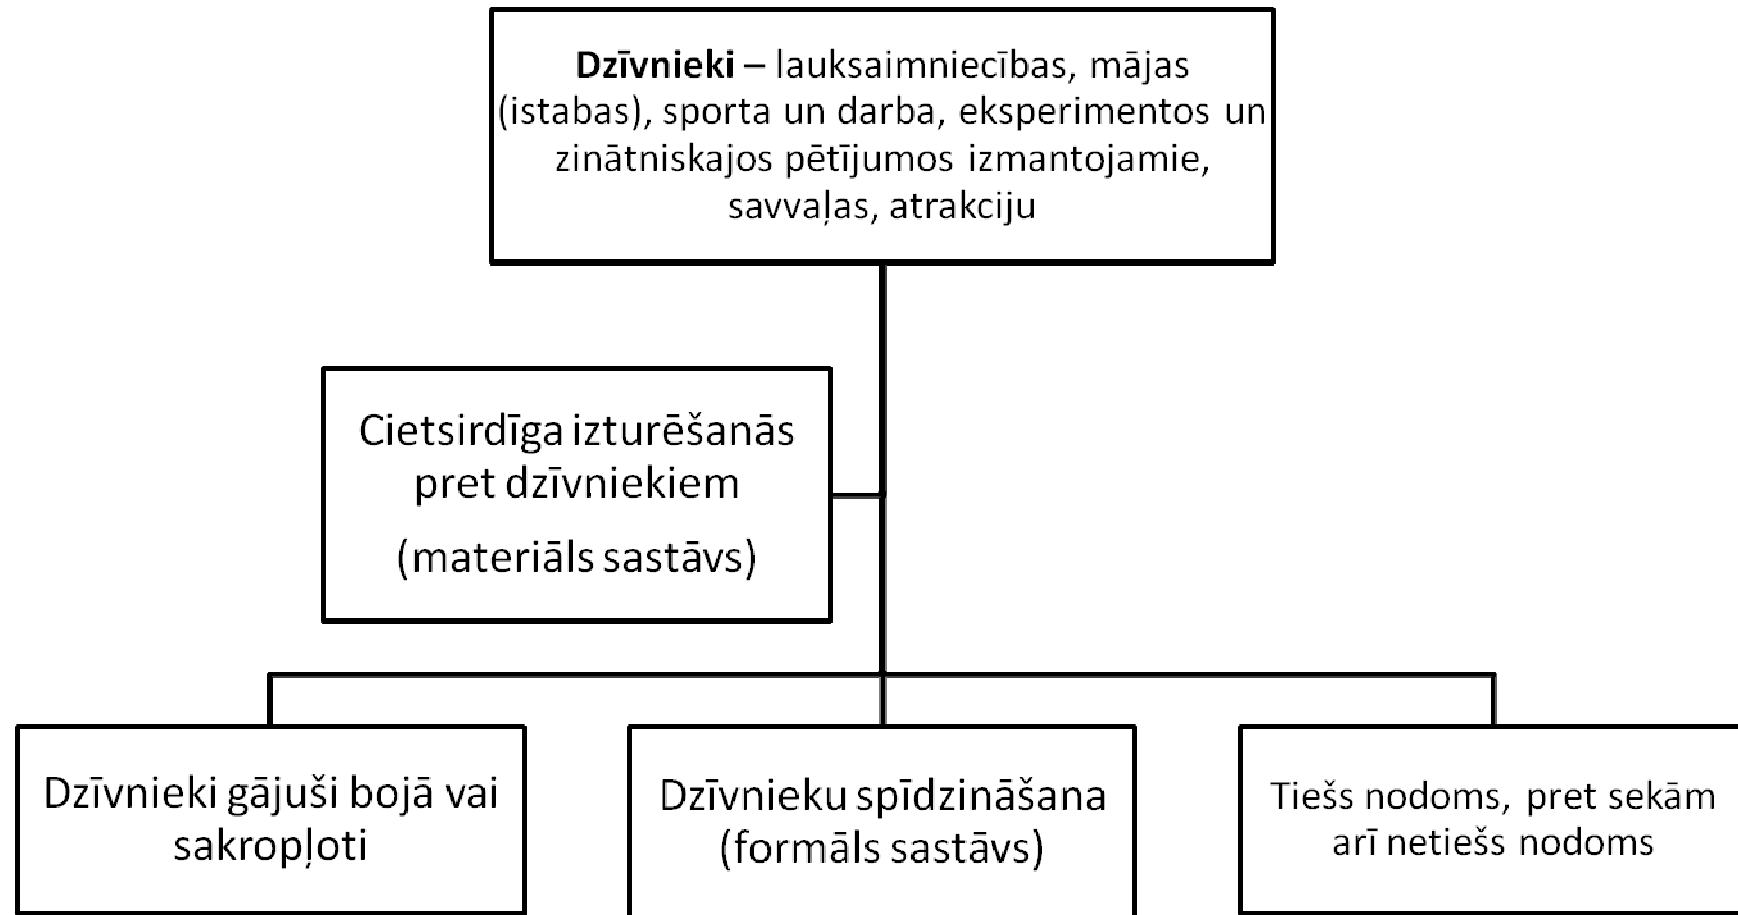 Dzīvnieki – lauksaimniecības, mājas
(istabas), sporta un darba, eksperimentos un
zinātniskajos pētījumos izmantojamie,
savvaļas, atrakciju
Cietsirdīga izturēšanās
pret dzīvniekiem
(materiāls sastāvs)
Dzīvnieki gājuši bojā vai
sakropļoti
Dzīvnieku spīdzināšana
(formāls sastāvs)
Tiešs nodoms, pret sekām
arī netiešs nodoms